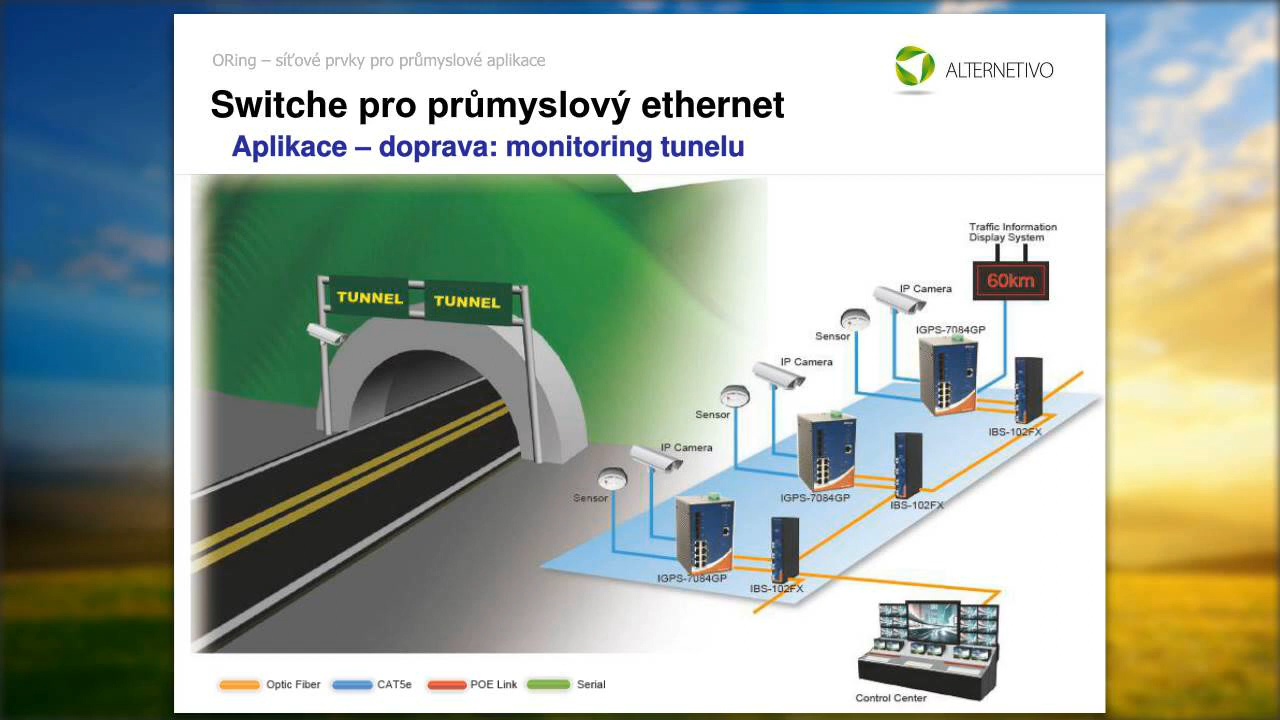 ORing – síťové prvky pro průmyslové aplikace
ALTERNETIVO
Switche pro průmyslový ethernet
Aplikace – doprava: monitoring tunelu
TUNNEL
TUNNEL
Traffic Information
Display System
60km
IP Camera
Sensor
IGPS-7084GP
IBS-102FX
IP Camera
Sensor
IGPS-7084GP
IBS-102FX
IP Camera
Sensor
IGPS-7084GP
IBS-102FX
Control Center
Optic Fiber
CAT5e
POE Link
Serial